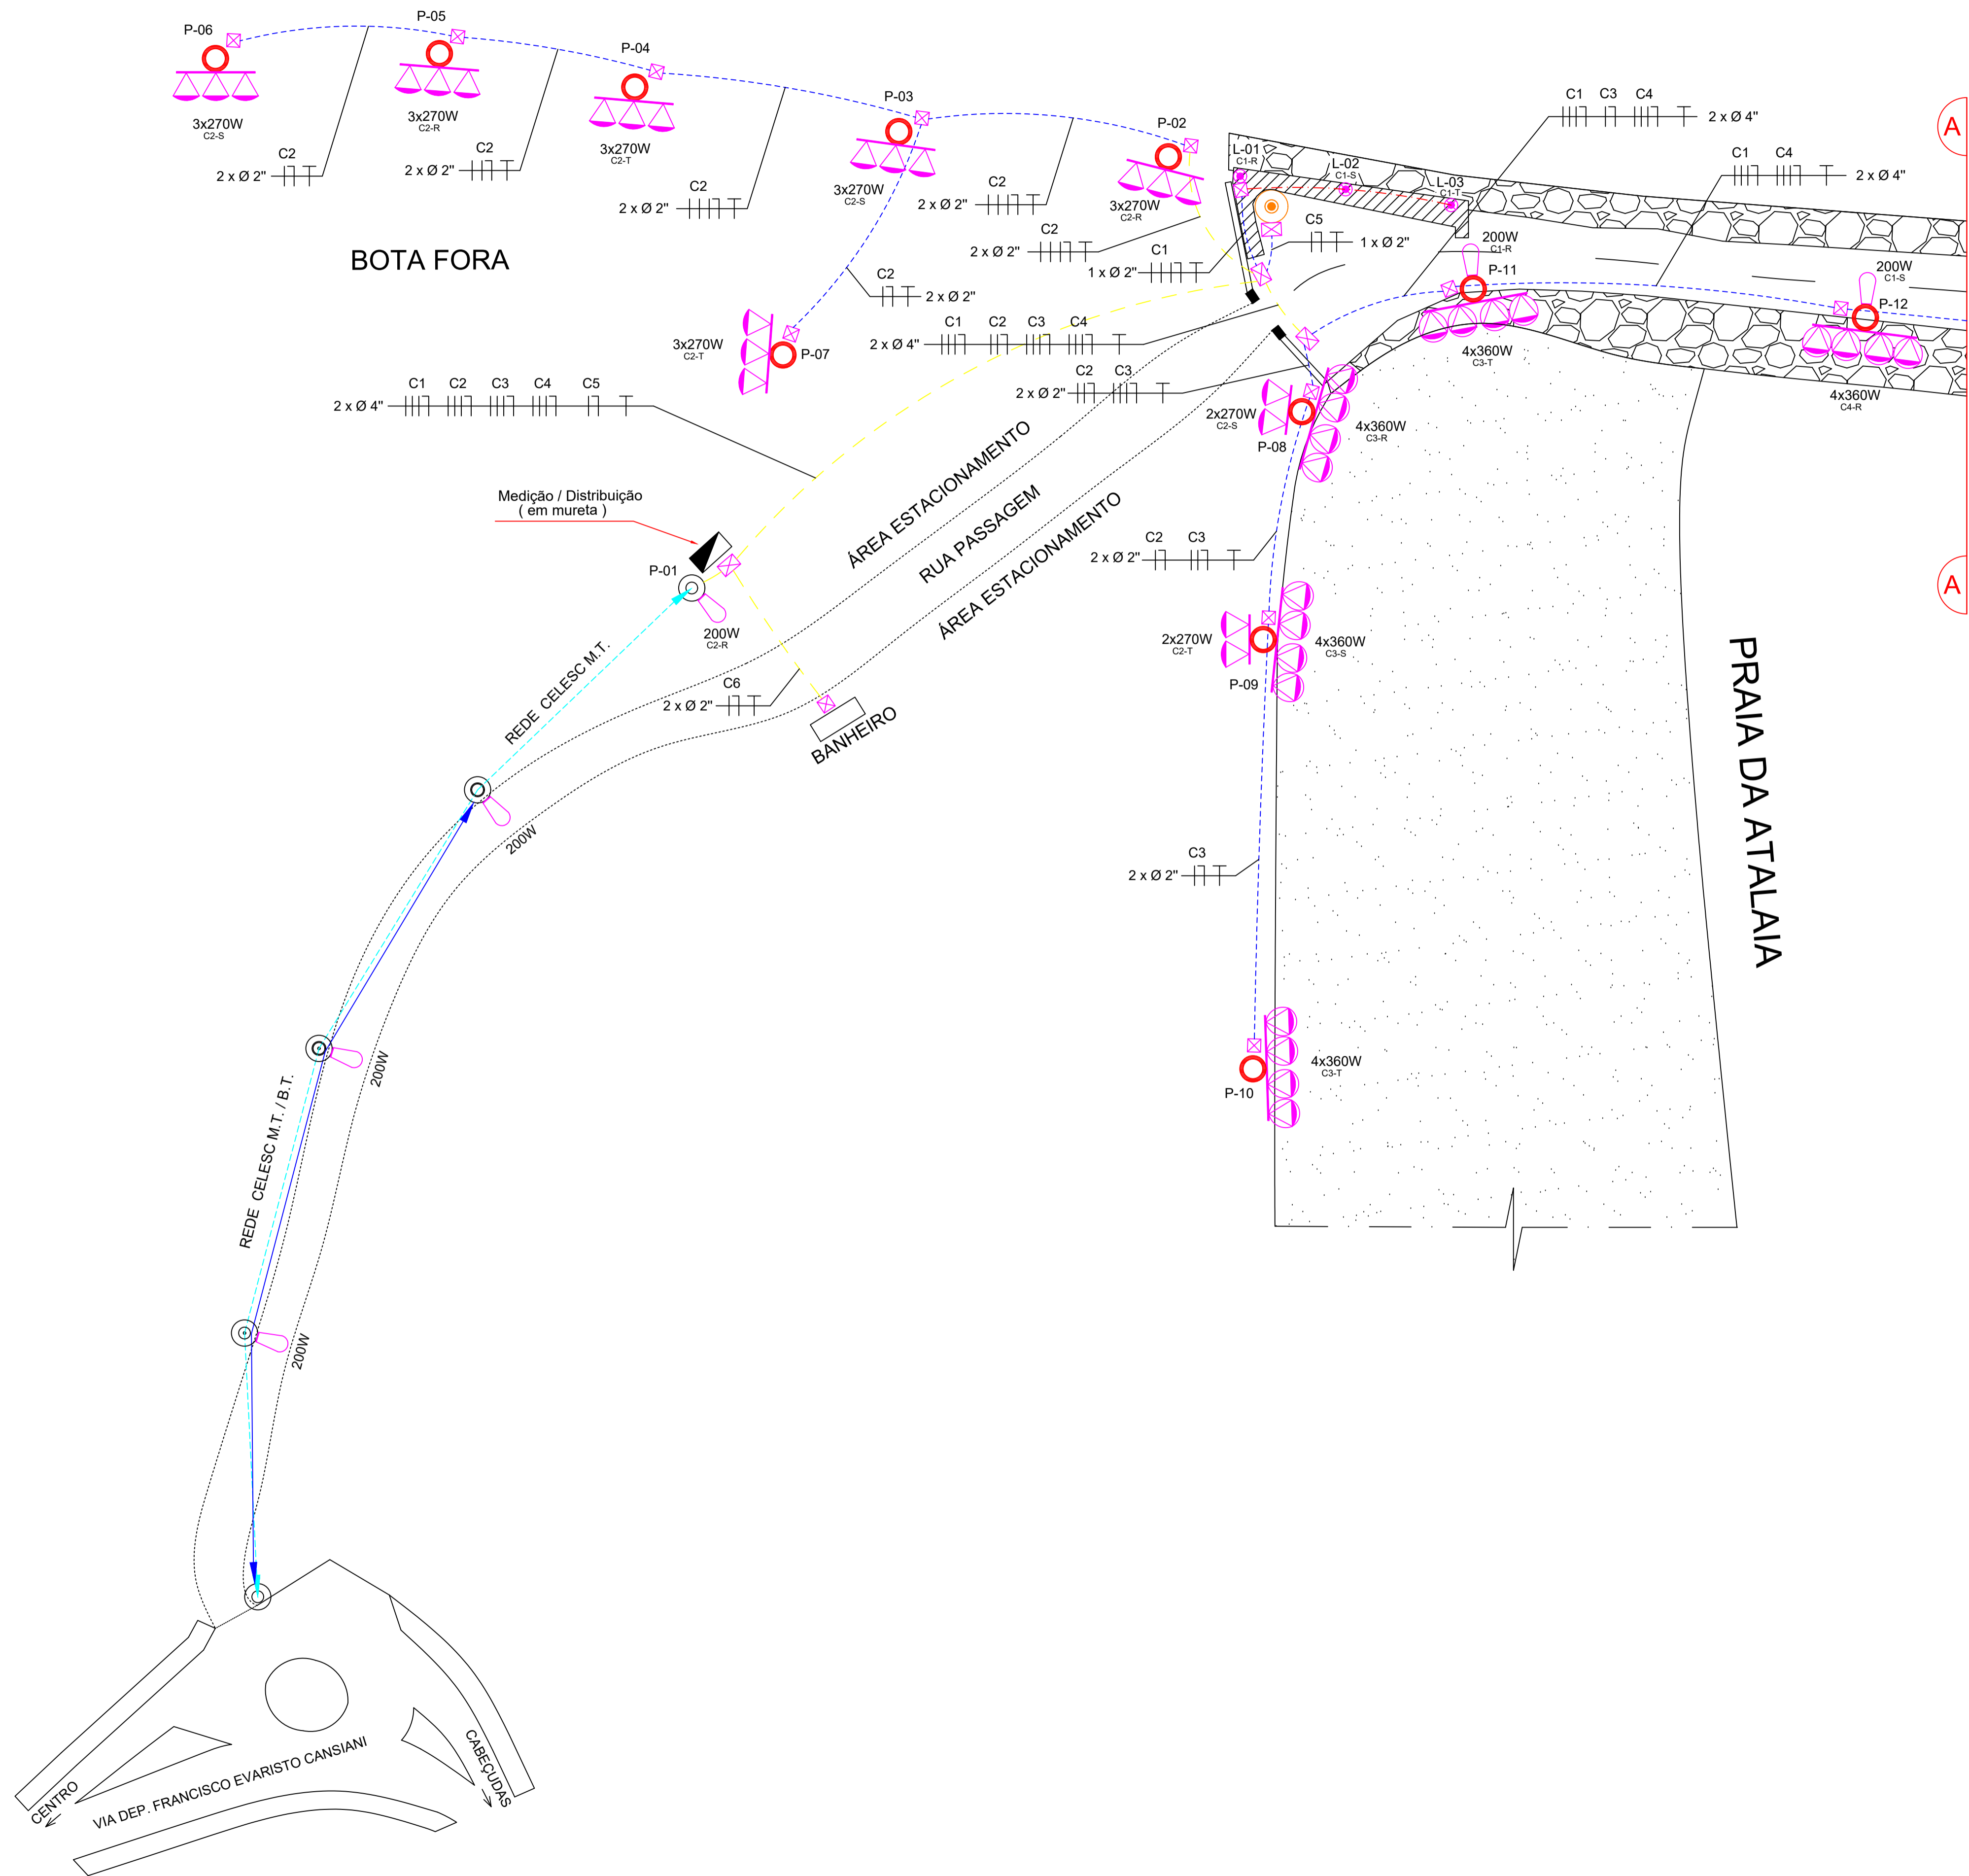 P-06
P-05
P-04
P-03
P-02
3x270W
C2-S
3x270W
C2-R
3x270W
C2-T
3x270W
C2-S
3x270W
C2-R
C2
2 x Ø 2"
C2
2 x Ø 2"
C2
2 x Ø 2"
C2
2 x Ø 2"
C2
2 x Ø 2"
C1
1 x Ø 2"
C5
1 x Ø 2"
L-01
C1-R
L-02
C1-S
L-03
C1-T
C1 C3 C4
2 x Ø 4"
C1 C4
2 x Ø 4"
A
BOTA FORA
C2
2 x Ø 2"
200W
C1-R
P-11
4x360W
C3-T
200W
C1-S
P-12
4x360W
C4-R
3x270W
C2-T
P-07
C1 C2 C3 C4
2 x Ø 4"
C2 C3
2 x Ø 2"
C1 C2 C3 C4 C5
2 x Ø 4"
2x270W
C2-S
P-08
4x360W
C3-R
Medição / Distribuição
( em mureta )
P-01
200W
C2-R
ÁREA ESTACIONAMENTO
RUA PASSAGEM
ÁREA ESTACIONAMENTO
C2 C3
2 x Ø 2"
A
2x270W
C2-T
P-09
4x360W
C3-S
C6
2 x Ø 2"
BANHEIRO
REDE CELESC M.T.
200W
PRAIA DA ATALAIA
C3
2 x Ø 2"
P-10
4x360W
C3-T
REDE CELESC M.T. / B.T.
200W
200W
CENTRO
VIA DEP. FRANCISCO EVARISTO CANSIANI
CABEÇUDAS